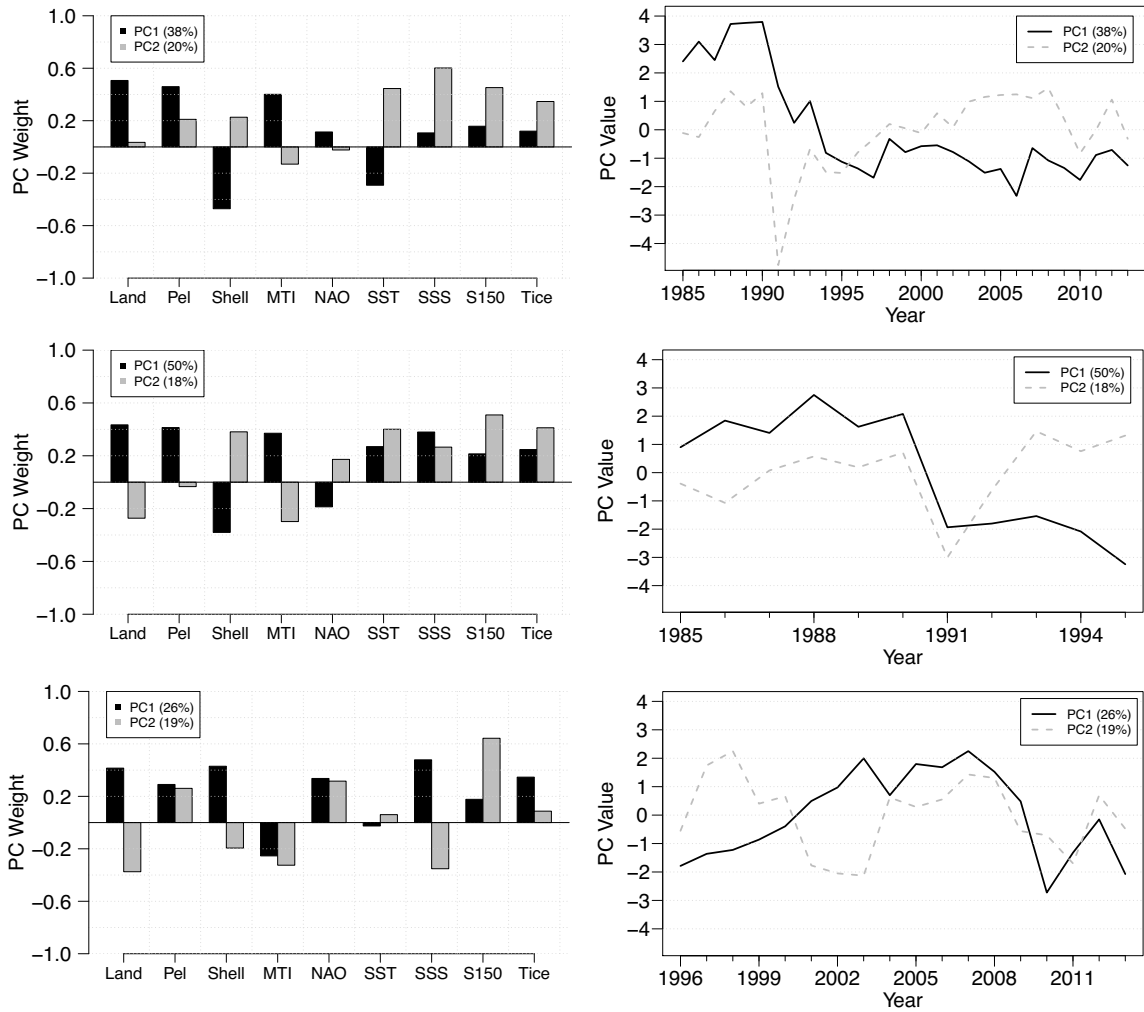 1.0
0.6
0.2
−0.2
−0.6
−1.0
PC Weight
PC1 (38%)
PC2 (20%)
Land Pel Shell MTI NAO SST SSS S150 Tice
4
3
2
1
0
−1
−2
−3
−4
PC Value
PC1 (38%)
PC2 (20%)
1985 1990 1995 2000 2005 2010
Year
1.0
0.6
0.2
−0.2
−0.6
−1.0
PC Weight
PC1 (50%)
PC2 (18%)
Land Pel Shell MTI NAO SST SSS S150 Tice
4
3
2
1
0
−1
−2
−3
−4
PC Value
PC1 (50%)
PC2 (18%)
1985 1988 1991 1994
Year
1.0
0.6
0.2
−0.2
−0.6
−1.0
PC Weight
PC1 (26%)
PC2 (19%)
Land Pel Shell MTI NAO SST SSS S150 Tice
4
3
2
1
0
−1
−2
−3
−4
PC Value
PC1 (26%)
PC2 (19%)
1996 1999 2002 2005 2008 2011
Year